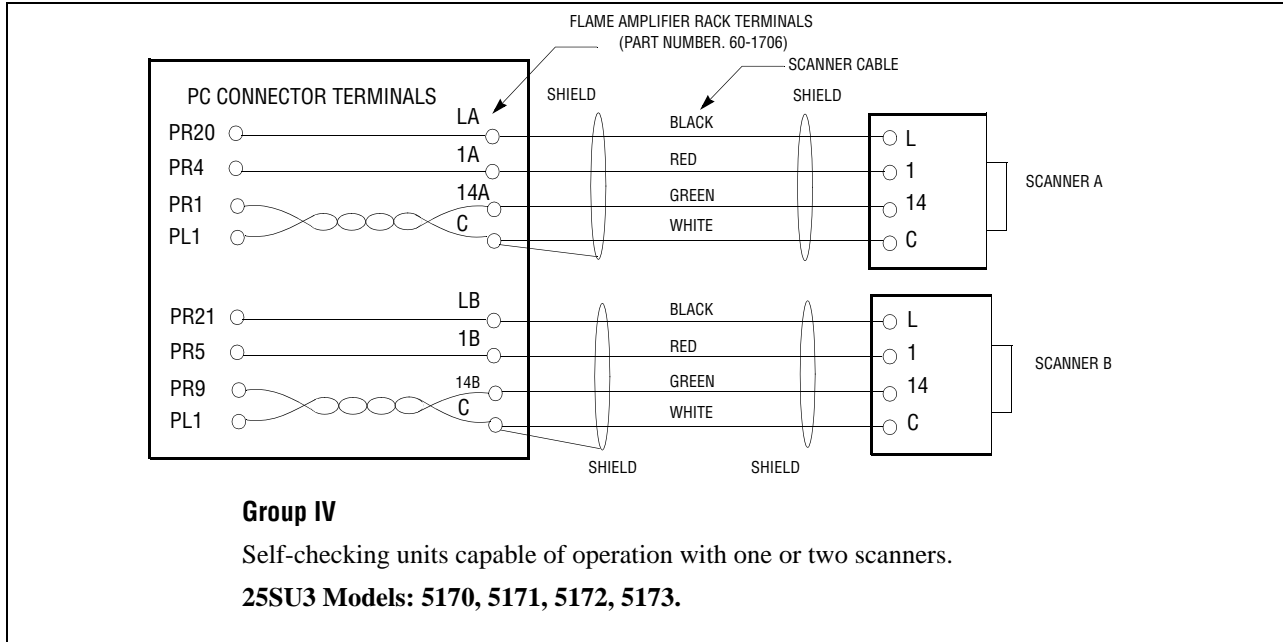 FLAME AMPLIFIER RACK TERMINALS
(PART NUMBER. 60-1706)
SCANNER CABLE
PC CONNECTOR TERMINALS
SHIELD
SHIELD
PR20
LA
BLACK
L
PR4
1A
RED
1
PR1
14A
GREEN
14
PL1
C
WHITE
C
SCANNER A
PR21
LB
BLACK
L
PR5
1B
RED
1
PR9
14B
GREEN
14
PL1
C
WHITE
C
SCANNER B
SHIELD
SHIELD
Group IV
Self-checking units capable of operation with one or two scanners.
25SU3 Models: 5170, 5171, 5172, 5173.